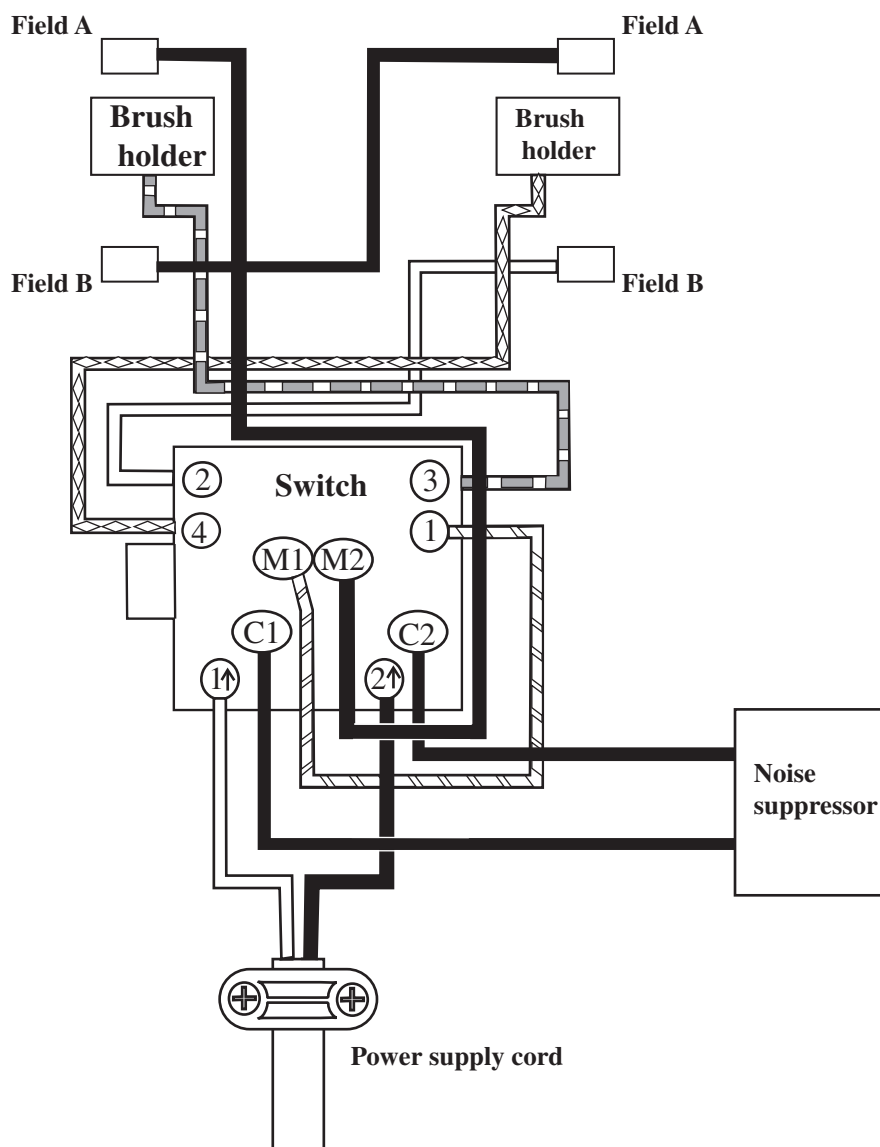 Field A
Field A
Brush
holder
Brush
holder
Field B
Field B
2
Switch
3
4
1
M1
M2
C1
C2
1↑
2↑
Noise
suppressor
Power supply cord